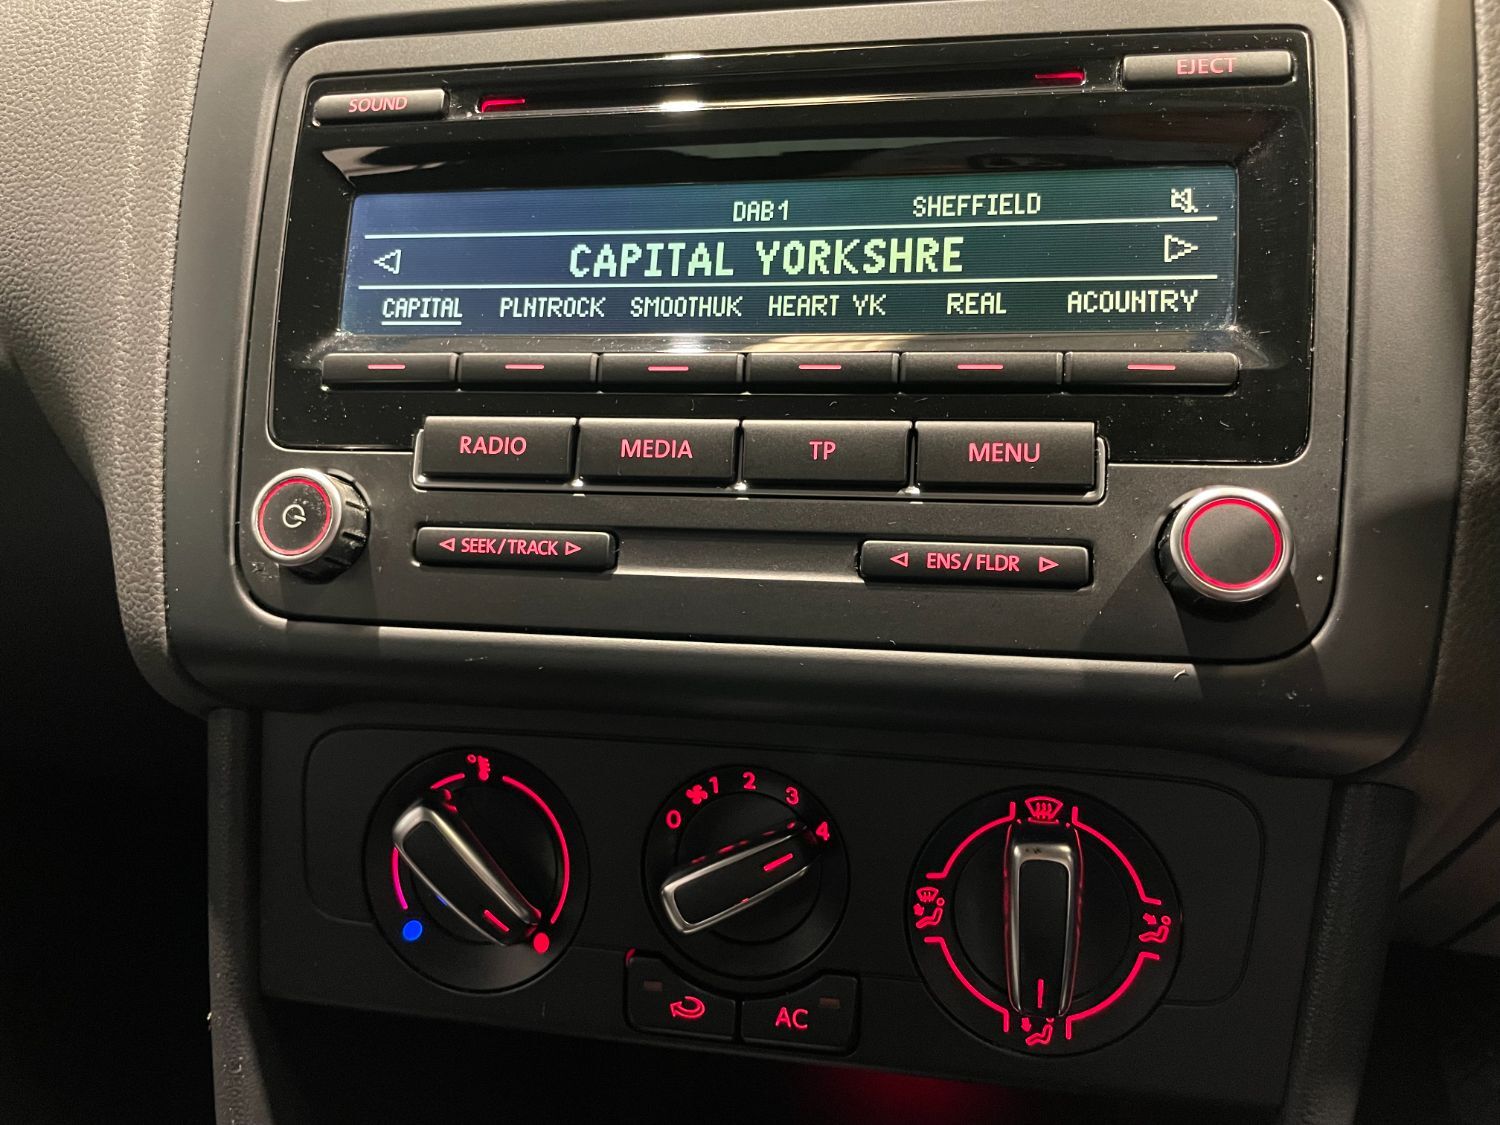 SOUND
EJECT
DAB1 SHEFFIELD
CAPITAL YORKSHRE
CAPITAL PLNTROCK SMOOTHUK HEART YK REAL ACOUNTRY
RADIO MEDIA TP MENU
SEEK/TRACK ENS/FLDR
0 1 2 3 4
AC